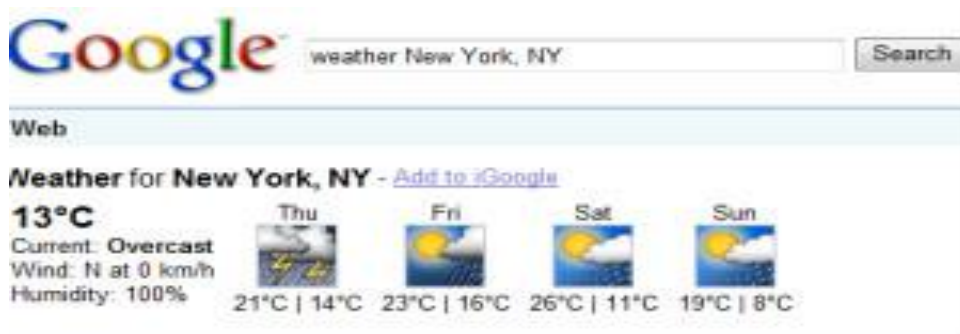 Google weather New York, NY Search
Web
Weather for New York, NY - Add to iGoogle
13°C Thu Fri Sat Sun
Current: Overcast
Wind: N at 0 km/h
Humidity: 100%
21°C | 14°C 23°C | 16°C 26°C | 11°C 19°C | 8°C